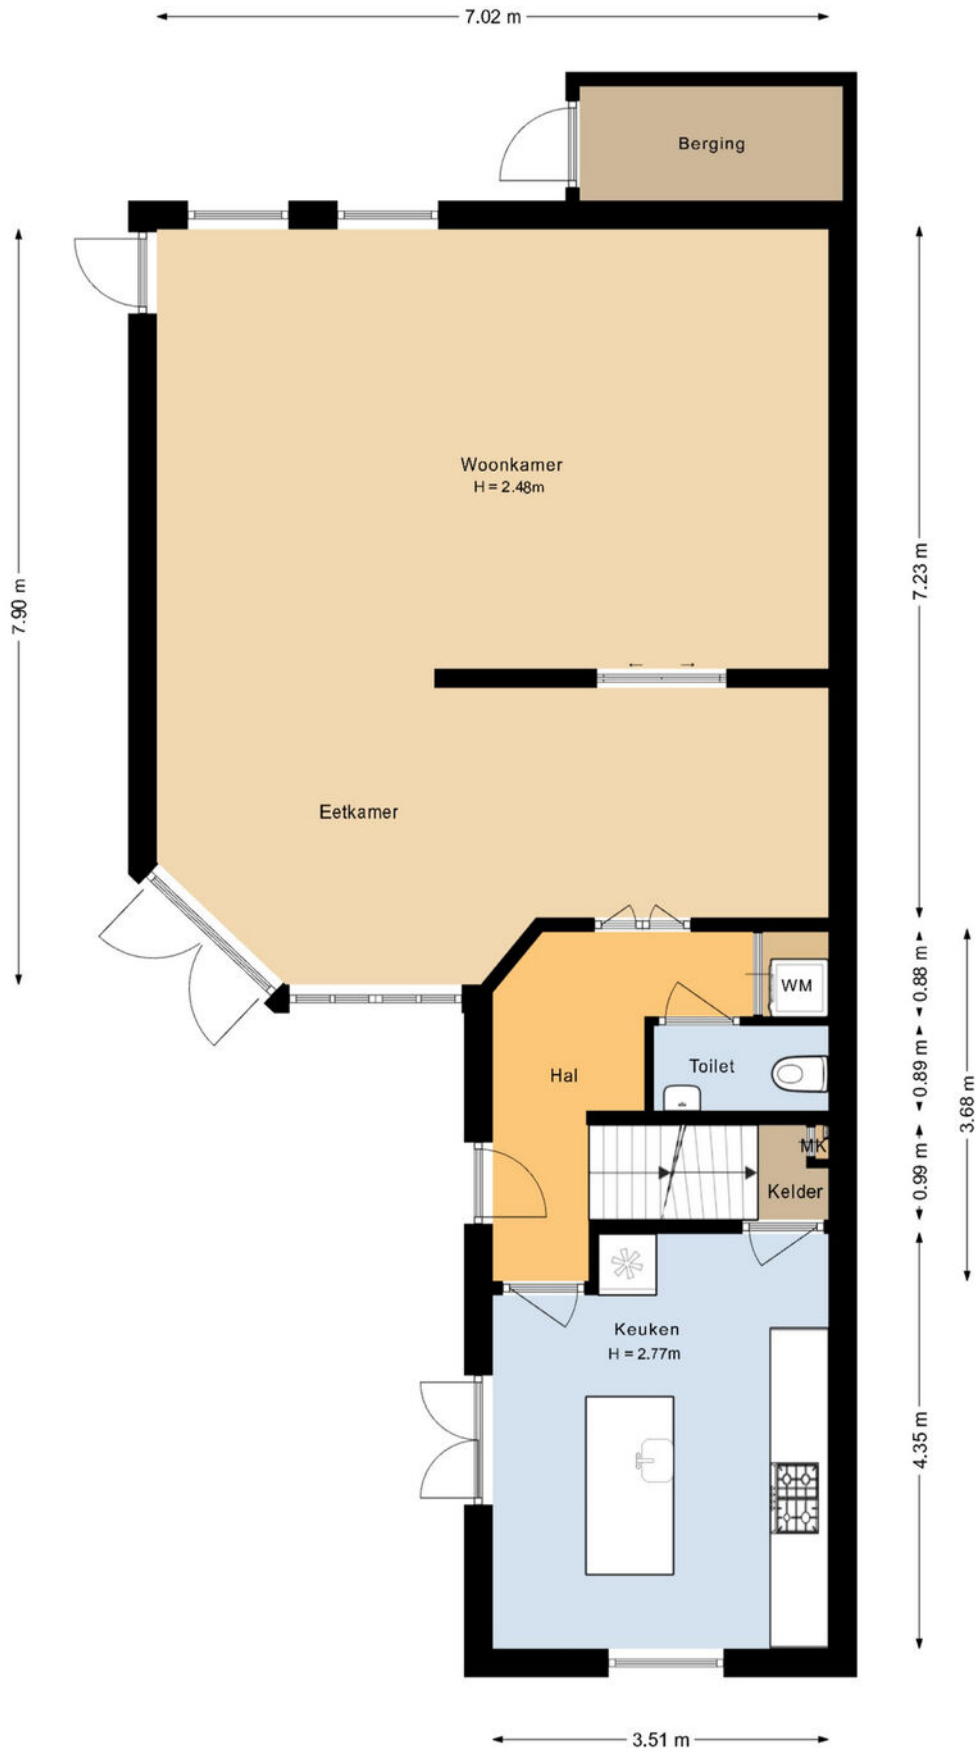 7.02 m
Berging
Woonkamer
H = 2.48m
7.90 m
7.23 m
Eetkamer
WM
0.88 m
Toilet
0.89 m
Hal
3.68 m
MK
0.99 m
Kelder
Keuken
H = 2.77m
4.35 m
3.51 m